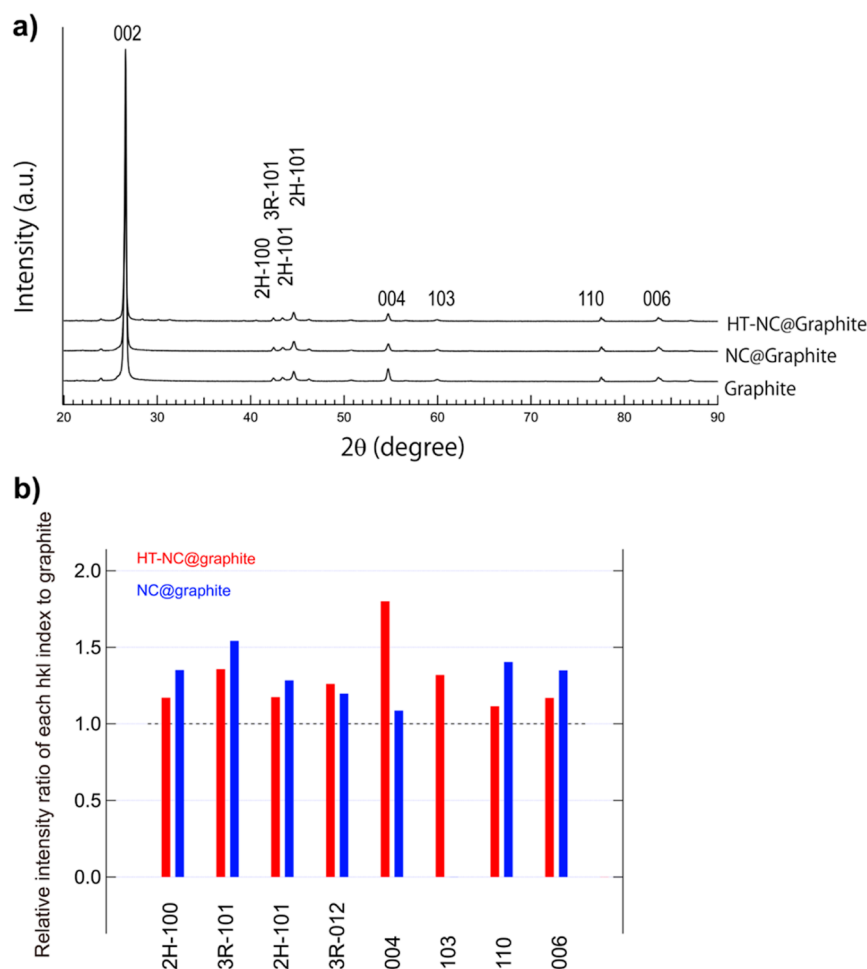 a)
002
Intensity (a.u.)
2H-100
3R-101
2H-101
2H-101
004
103
110
006
HT-NC@Graphite
NC@Graphite
Graphite
20
30
40
50
60
70
80
90
2θ (degree)
b)
Relative intensity ratio of each hkl index to graphite
HT-NC@graphite
NC@graphite
2.0
1.5
1.0
0.5
0.0
2H-100
3R-101
2H-101
3R-012
004
103
110
006